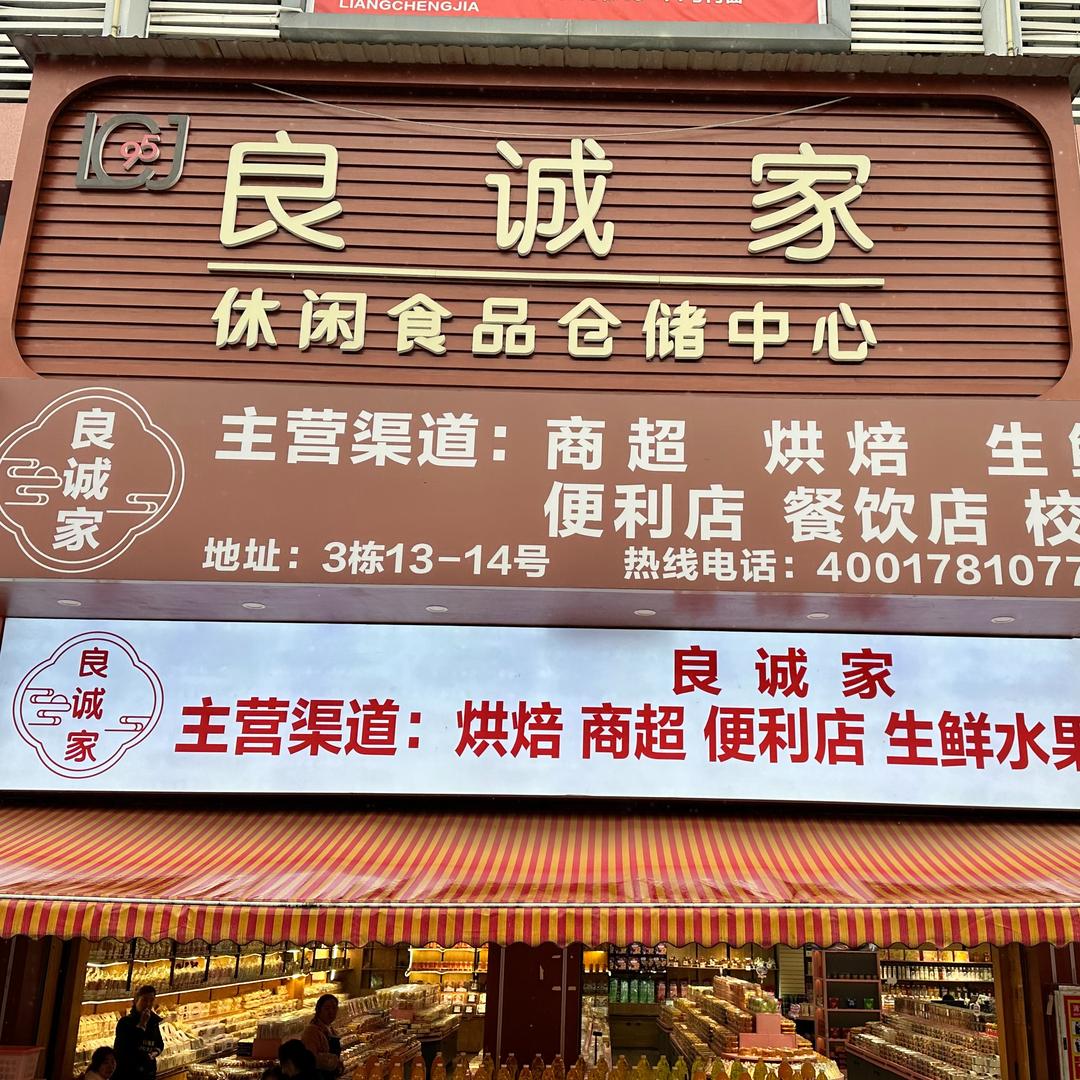 LIANGCHENGJIA
LCJ
95
良诚家
休闲食品仓储中心
良诚家
主营渠道：商超 烘焙 生
便利店 餐饮店 校
地址：3栋13-14号 热线电话：4001781077
良诚家
良诚家
主营渠道：烘焙 商超 便利店 生鲜水果